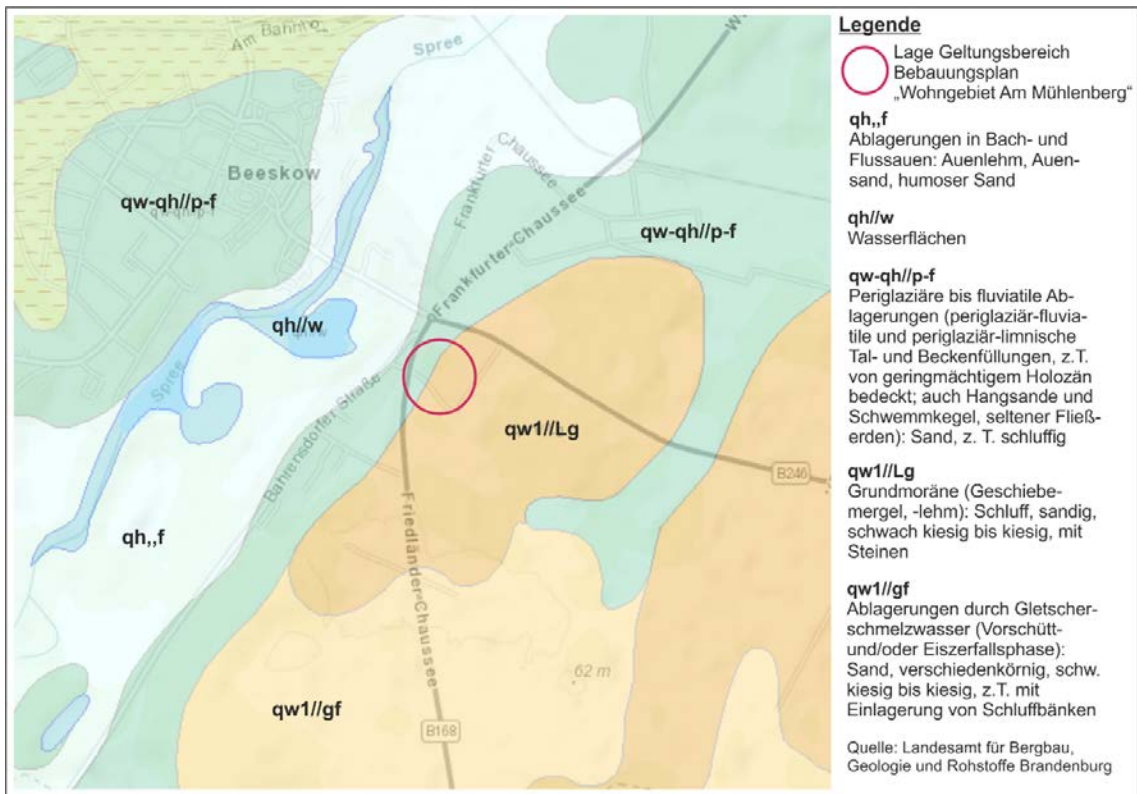 Am Bahnho
Spree
W
Beeskow
qw-qh//p-f
qw-qh//p-f
Frankfurter
Chaussee
Frankfurter-Chaussee
qw-qh//p-f
qh//w
Spree
Bahrensdorfer Straße
qw1//Lg
B246
qh,,f
Friedländer-Chaussee
62 m
qw1//gf
B168
Legende
Lage Geltungsbereich
Bebauungsplan
„Wohngebiet Am Mühlenberg“
qh,,f
Ablagerungen in Bach- und
Flussauen: Auenlehm, Auen-
sand, humoser Sand
qh//w
Wasserflächen
qw-qh//p-f
Periglaziäre bis fluviatile Ab-
lagerungen (periglaziär-fluvia-
tile und periglaziär-limnische
Tal- und Beckenfüllungen, z.T.
von geringmächtigem Holozän
bedeckt; auch Hangsande und
Schwemmkegel, seltener Fließ-
erden): Sand, z. T. schluffig
qw1//Lg
Grundmoräne (Geschiebe-
mergel, -lehm): Schluff, sandig,
schwach kiesig bis kiesig, mit
Steinen
qw1//gf
Ablagerungen durch Gletscher-
schmelzwasser (Vorschütt-
und/oder Eiszerfallsphase):
Sand, verschiedenkörnig, schw.
kiesig bis kiesig, z.T. mit
Einlagerung von Schluffbänken
Quelle: Landesamt für Bergbau,
Geologie und Rohstoffe Brandenburg